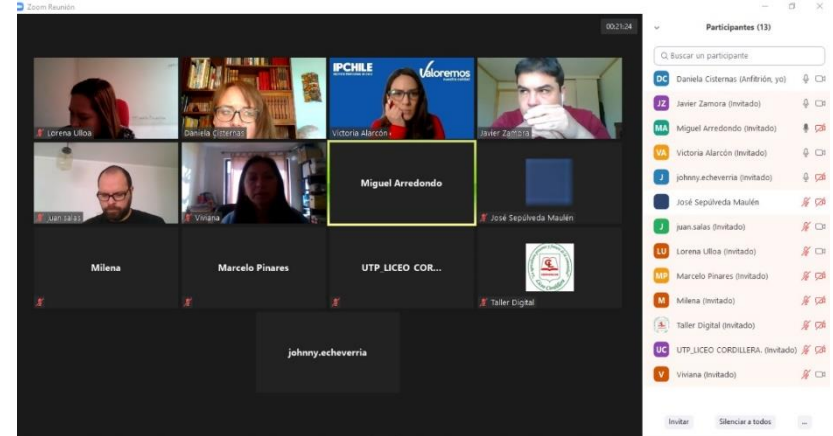 Zoom Reunión
00:21:24
IPCHILE
Valoremos
Lorena Ulloa
Daniela Cisternas
Victoria Alarcón
Javier Zamora
juan.salas
Viviana
Miguel Arredondo
José Sepúlveda Maulén
Milena
Marcelo Pinares
UTP_LICEO COR...
Taller Digital
johnny.echeverria
Participantes (13)
Buscar un participante
DC Daniela Cisternas (Anfitrión, yo)
JZ Javier Zamora (Invitado)
MA Miguel Arredondo (Invitado)
VA Victoria Alarcón (Invitado)
J johnny.echeverria (Invitado)
José Sepúlveda Maulén
J juan.salas (Invitado)
LU Lorena Ulloa (Invitado)
MP Marcelo Pinares (Invitado)
M Milena (Invitado)
Taller Digital (Invitado)
UC UTP_LICEO CORDILLERA. (Invitado)
V Viviana (Invitado)
Invitar
Silenciar a todos
...